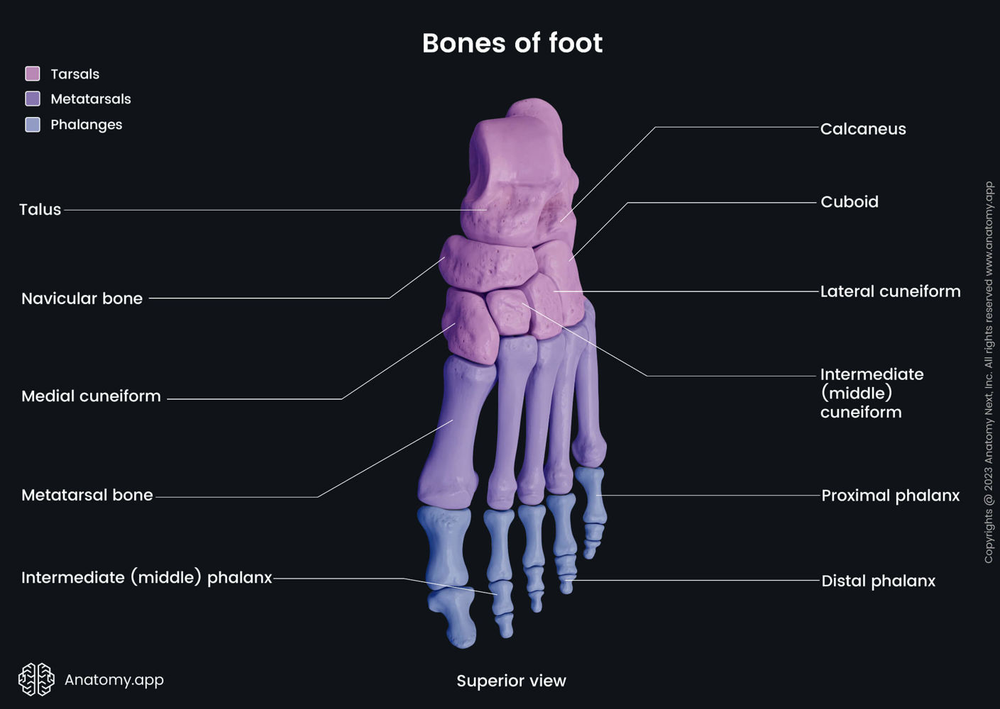 Bones of foot
Tarsals
Metatarsals
Phalanges
Calcaneus
Cuboid
Talus
Lateral cuneiform
Navicular bone
Intermediate
(middle)
cuneiform
Medial cuneiform
Metatarsal bone
Proximal phalanx
Intermediate (middle) phalanx
Distal phalanx
Anatomy.app
Superior view
Copyrights @ 2023 Anatomy Next, Inc. All rights reserved www.anatomy.app